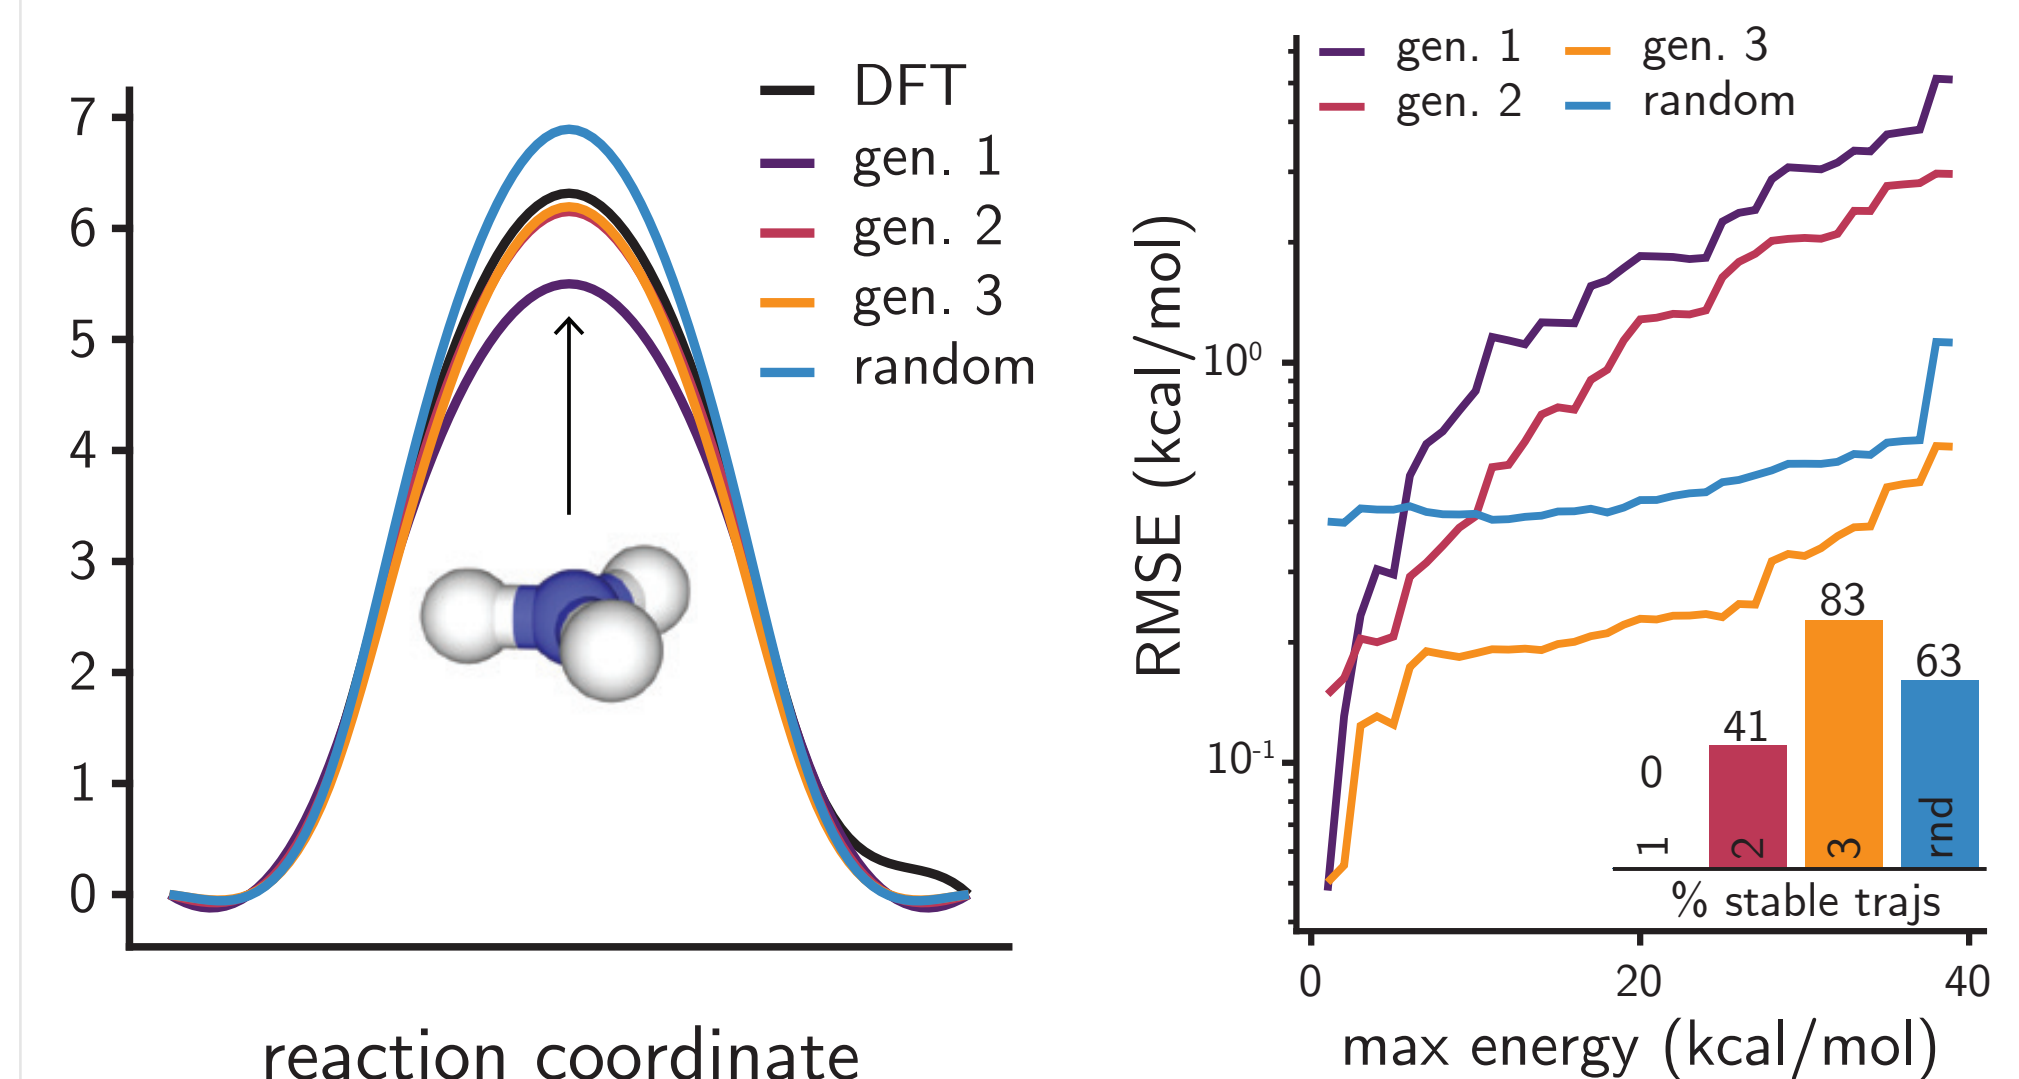 7
6
5
4
3
2
1
0
DFT
gen. 1
gen. 2
gen. 3
random
reaction coordinate
gen. 1
gen. 2
gen. 3
random
RMSE (kcal/mol)
10⁰
10⁻¹
0
41
83
63
1
2
3
rnd
% stable trajs
0
20
40
max energy (kcal/mol)